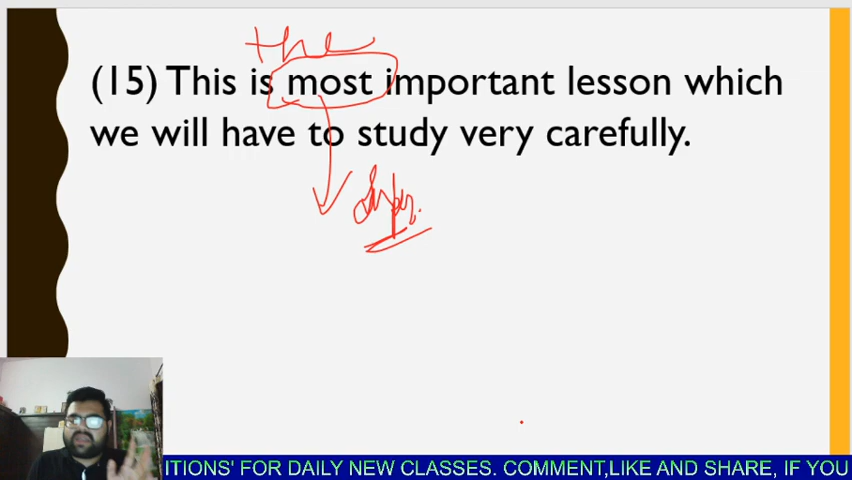 the
(15) This is most important lesson which
we will have to study very carefully.
ITIONS' FOR DAILY NEW CLASSES. COMMENT,LIKE AND SHARE, IF YOU